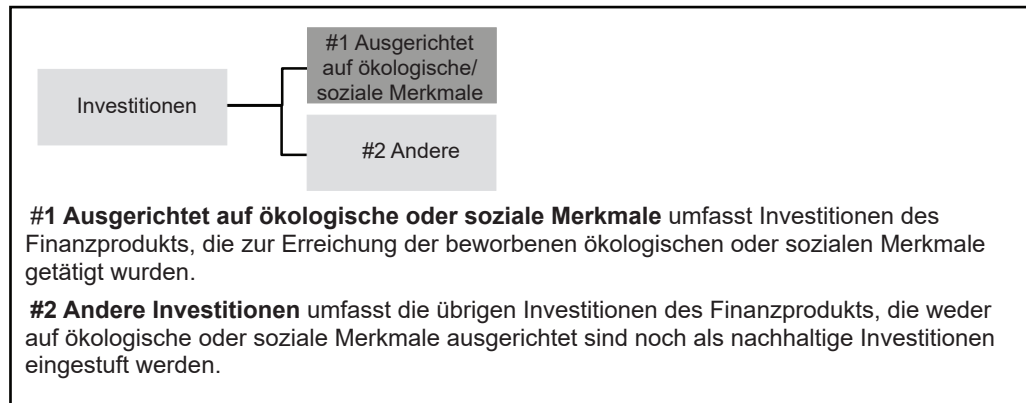 #1 Ausgerichtet
auf ökologische/
soziale Merkmale
Investitionen
#2 Andere
#1 Ausgerichtet auf ökologische oder soziale Merkmale umfasst Investitionen des
Finanzprodukts, die zur Erreichung der beworbenen ökologischen oder sozialen Merkmale
getätigt wurden.
#2 Andere Investitionen umfasst die übrigen Investitionen des Finanzprodukts, die weder
auf ökologische oder soziale Merkmale ausgerichtet sind noch als nachhaltige Investitionen
eingestuft werden.